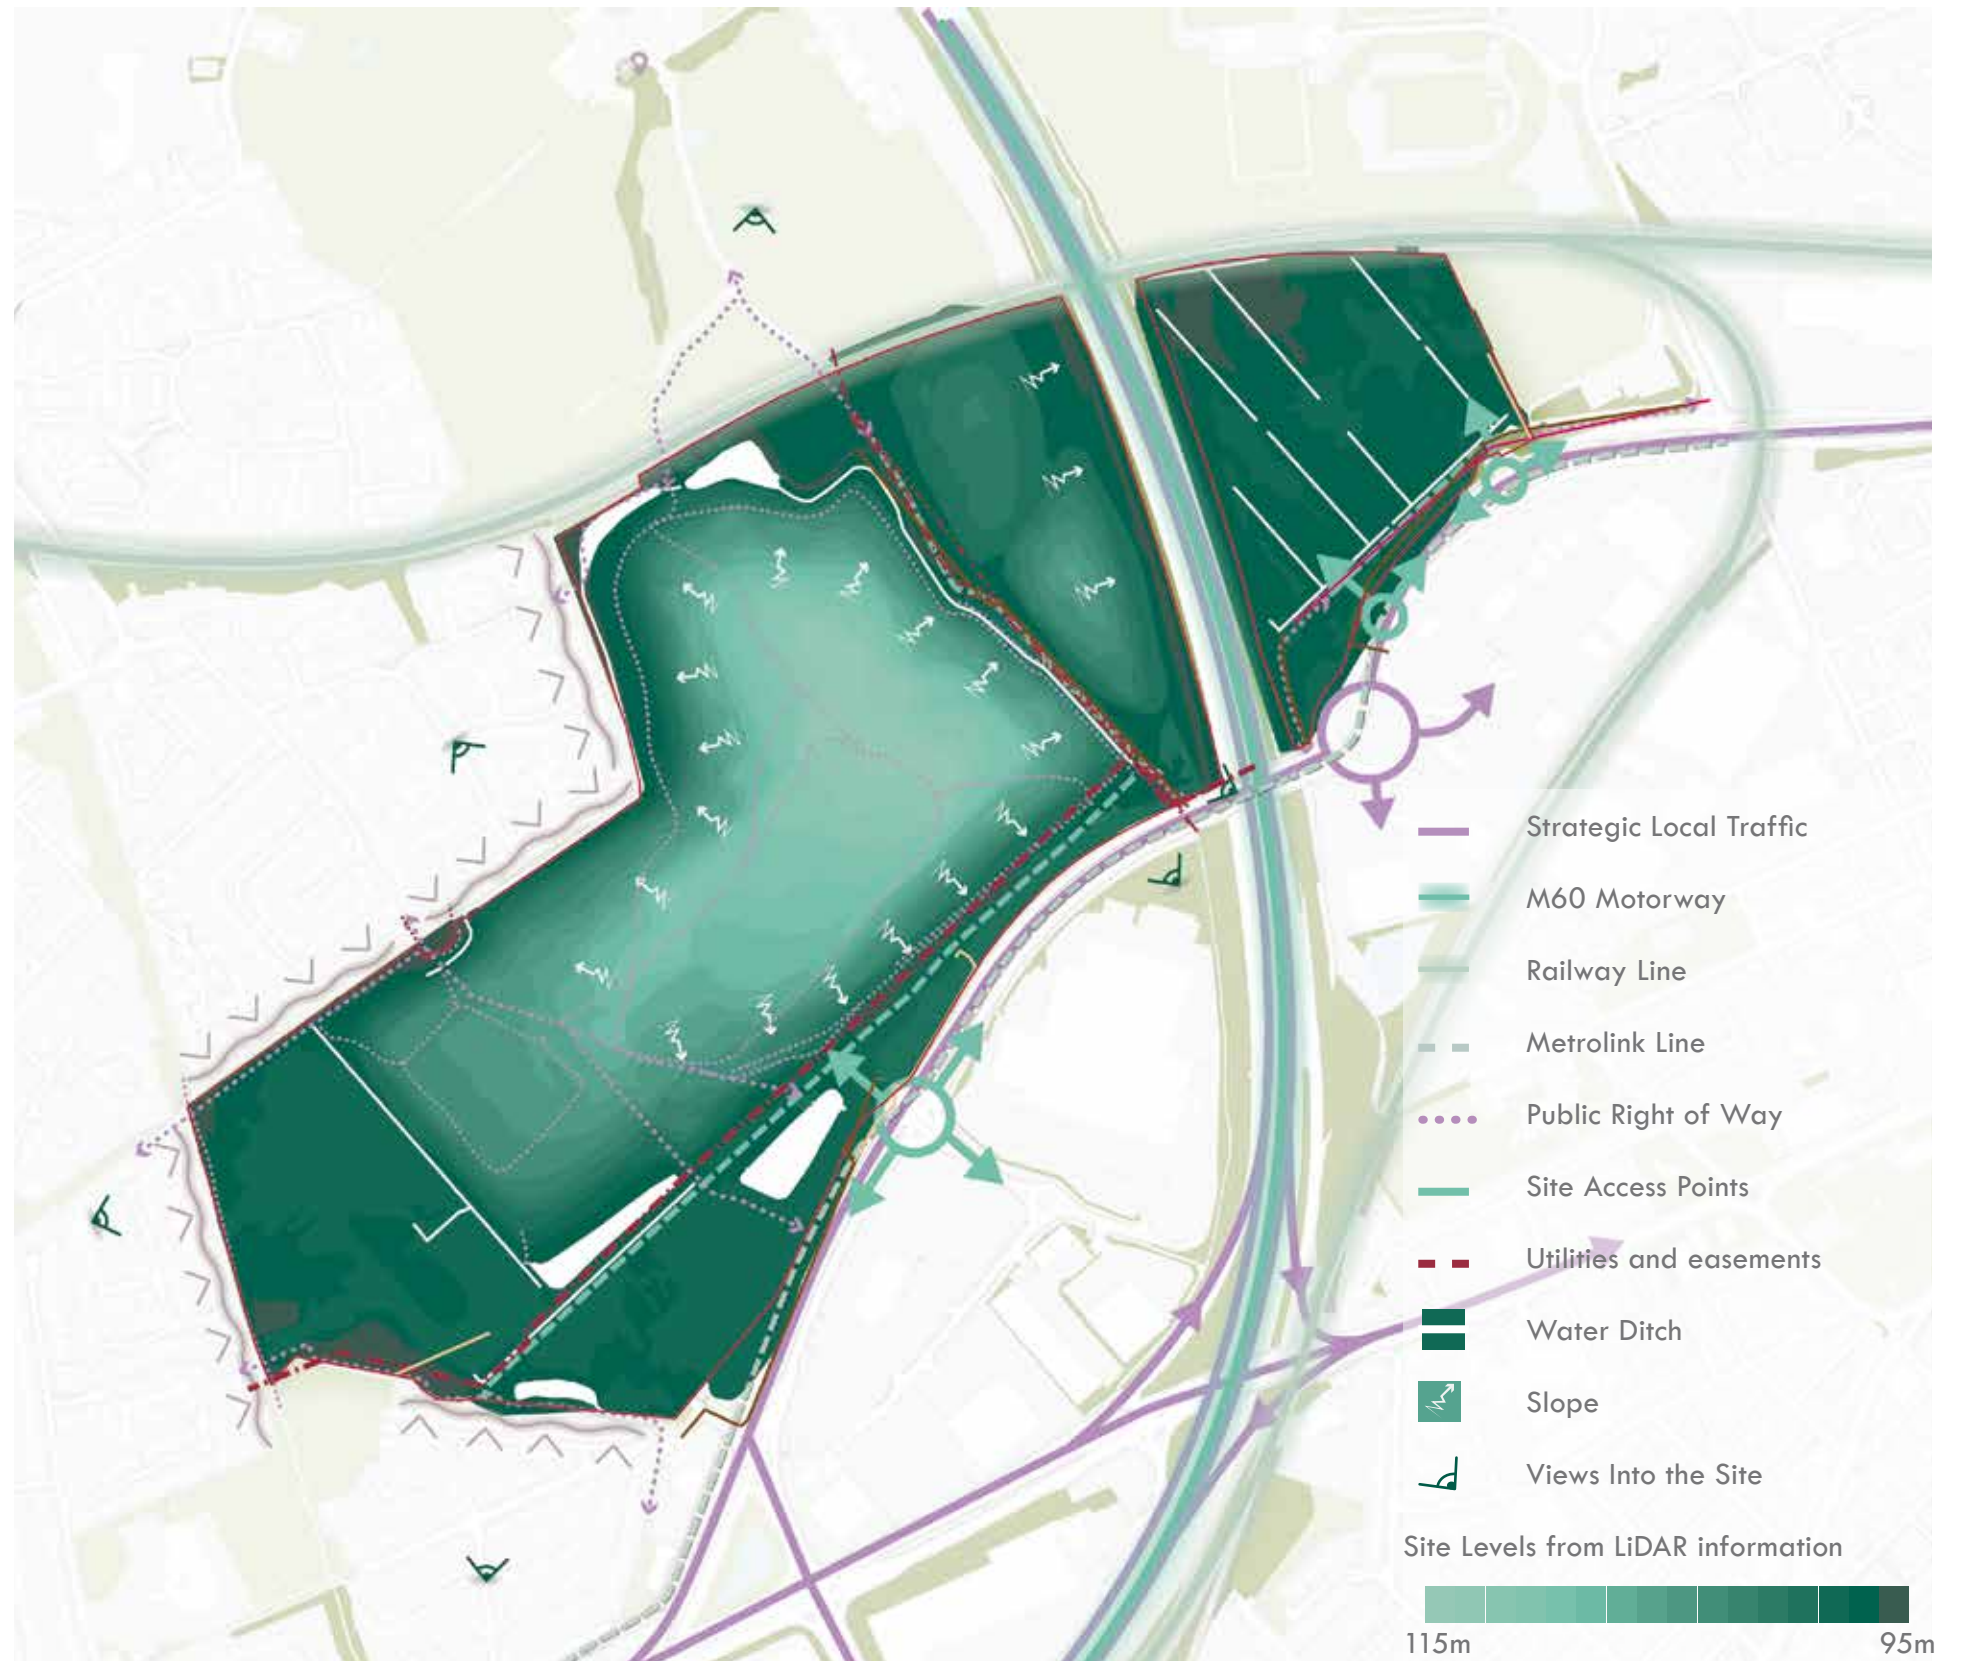 Strategic Local Traffic
M60 Motorway
Railway Line
Metrolink Line
Public Right of Way
Site Access Points
Utilities and easements
Water Ditch
Slope
Views Into the Site
Site Levels from LiDAR information
115m 95m